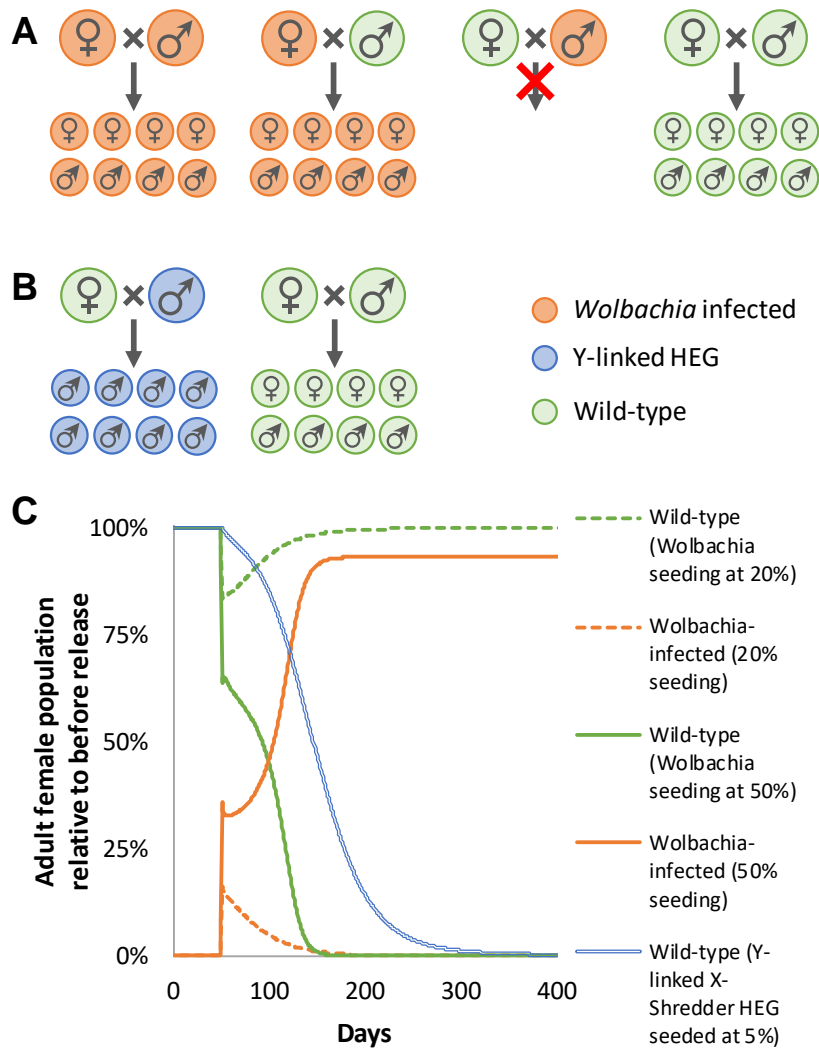 A
B
Wolbachia infected
Y-linked HEG
Wild-type
C
Adult female population
relative to before release
100%
75%
50%
25%
0%
0
100
200
300
400
Days
Wild-type
(Wolbachia
seeding at 20%)
Wolbachia-
infected (20%
seeding)
Wild-type
(Wolbachia
seeding at 50%)
Wolbachia-
infected (50%
seeding)
Wild-type (Y-
linked X-
Shredder HEG
seeded at 5%)